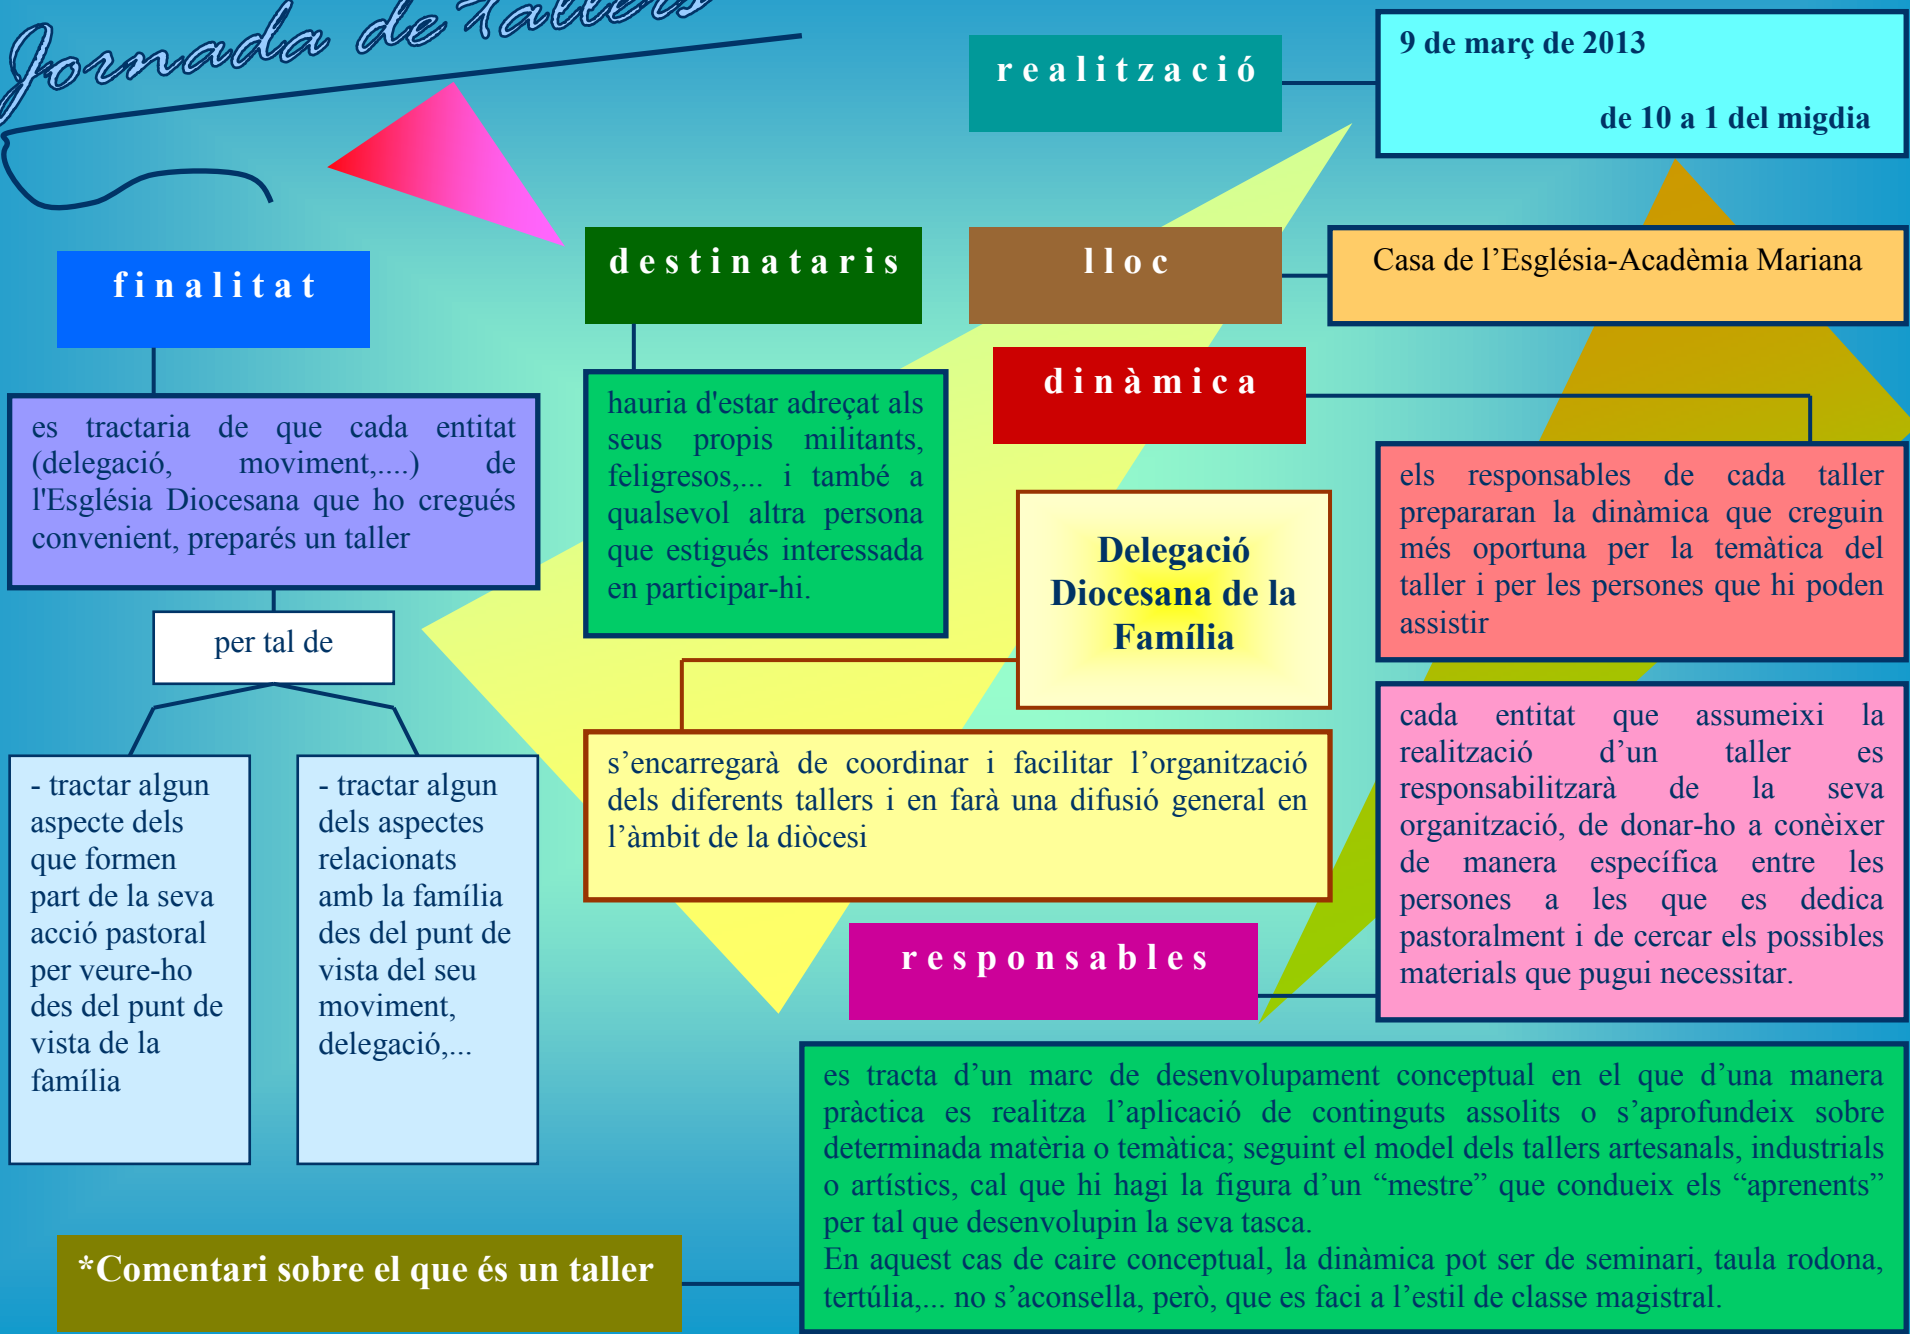 Jornada de tallers
realització
9 de març de 2013
de 10 a 1 del migdia
finalitat
destinataris
lloc
Casa de l’Església-Acadèmia Mariana
dinàmica
es tractaria de que cada entitat
(delegació, moviment,....) de
l'Església Diocesana que ho cregués
convenient, preparés un taller
hauria d'estar adreçat als
seus propis militants,
feligresos,... i també a
qualsevol altra persona
que estigués interessada
en participar-hi.
els responsables de cada taller
prepararan la dinàmica que creguin
més oportuna per la temàtica del
taller i per les persones que hi poden
assistir
Delegació
Diocesana de la
Família
per tal de
- tractar algun
aspecte dels
que formen
part de la seva
acció pastoral
per veure-ho
des del punt de
vista de la
família
- tractar algun
dels aspectes
relacionats
amb la família
des del punt de
vista del seu
moviment,
delegació,...
s’encarregarà de coordinar i facilitar l’organització
dels diferents tallers i en farà una difusió general en
l’àmbit de la diòcesi
cada entitat que assumeixi la
realització d’un taller es
responsabilitzarà de la seva
organització, de donar-ho a conèixer
de manera específica entre les
persones a les que es dedica
pastoralment i de cercar els possibles
materials que pugui necessitar.
responsables
es tracta d’un marc de desenvolupament conceptual en el que d’una manera
pràctica es realitza l’aplicació de continguts assolits o s’aprofundeix sobre
determinada matèria o temàtica; seguint el model dels tallers artesanals, industrials
o artístics, cal que hi hagi la figura d’un “mestre” que condueix els “aprenents”
per tal que desenvolupin la seva tasca.
En aquest cas de caire conceptual, la dinàmica pot ser de seminari, taula rodona,
tertúlia,... no s’aconsella, però, que es faci a l’estil de classe magistral.
*Comentari sobre el que és un taller